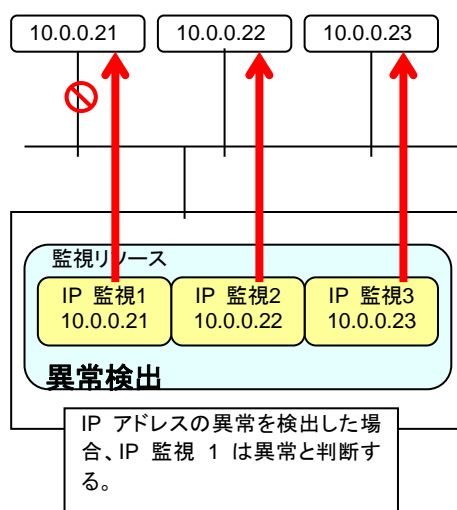 10.0.0.21
10.0.0.22
10.0.0.23
監視リソース
IP 監視1
10.0.0.21
IP 監視2
10.0.0.22
IP 監視3
10.0.0.23
異常検出
IP アドレスの異常を検出した場
合、IP 監視 1 は異常と判断す
る。